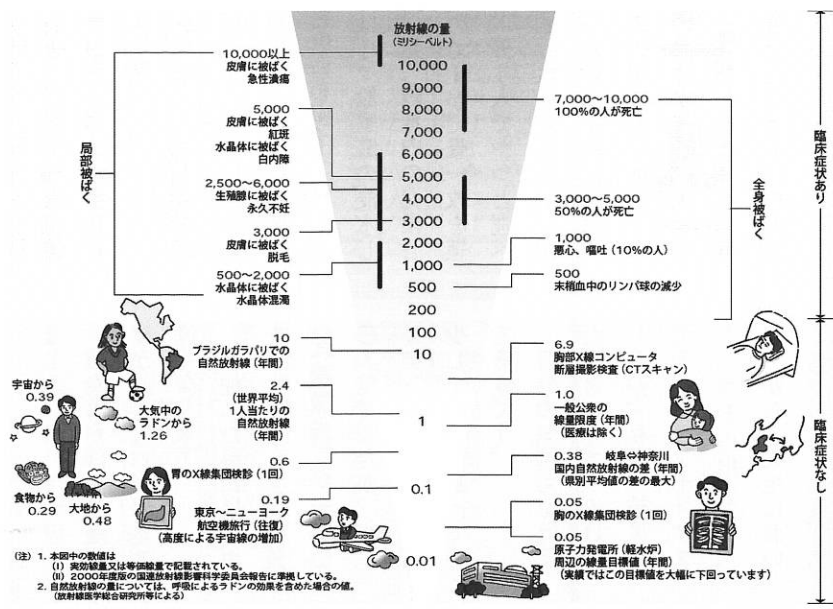 放射線の量
(ミリシーベルト)
10,000
9,000
8,000
7,000
6,000
5,000
4,000
3,000
2,000
1,000
500
200
100
10
1
0.1
0.01
局部被ばく
10,000以上
皮膚に被ばく
急性潰瘍
5,000
皮膚に被ばく
紅斑
水晶体に被ばく
白内障
2,500～6,000
生殖腺に被ばく
永久不妊
3,000
皮膚に被ばく
脱毛
500～2,000
水晶体に被ばく
水晶体混濁
10
ブラジルガラパリでの
自然放射線(年間)
2.4
(世界平均)
1人当たりの
自然放射線
(年間)
宇宙から
0.39
大気中の
ラドンから
1.26
食物から
0.29
大地から
0.48
0.6
胃のX線集団検診(1回)
0.19
東京～ニューヨーク
航空機旅行(往復)
(高度による宇宙線の増加)
全身被ばく
7,000～10,000
100%の人が死亡
3,000～5,000
50%の人が死亡
1,000
悪心、嘔吐(10%の人)
500
末梢血中のリンパ球の減少
臨床症状あり
臨床症状なし
6.9
胸部X線コンピュータ
断層撮影検査(CTスキャン)
1.0
一般公衆の
線量限度(年間)
(医療は除く)
0.38 岐阜⇔神奈川
国内自然放射線の差(年間)
(県別平均値の差の最大)
0.05
胸のX線集団検診(1回)
0.05
原子力発電所(軽水炉)
周辺の線量目標値(年間)
(実績ではこの目標値を大幅に下回っています)
(注) 1. 本図中の数値は
(I) 実効線量又は等価線量で記載されている。
(II) 2000年度版の国連放射線影響科学委員会報告に準拠している。
2. 自然放射線の量については、呼吸によるラドンの効果を含めた場合の値。
(放射線医学総合研究所等による)